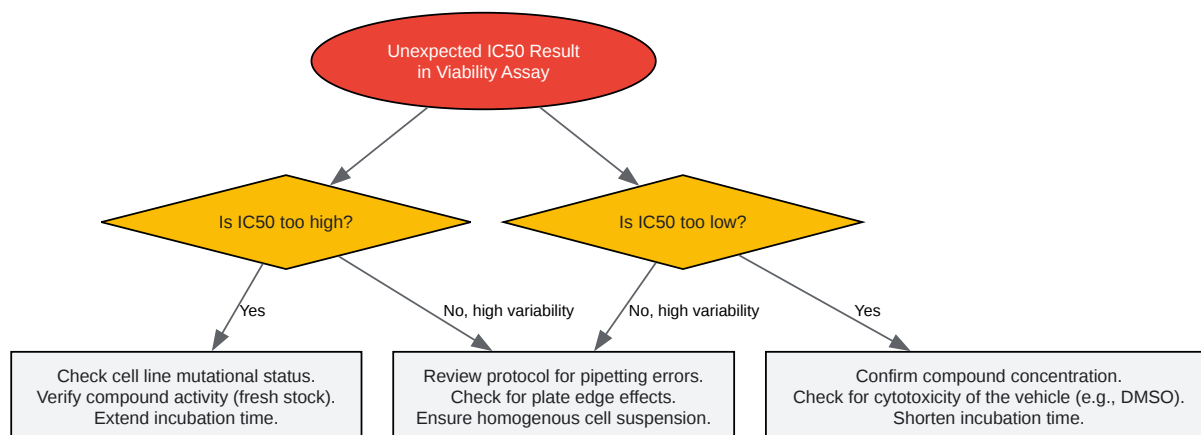 Unexpected IC50 Result
in Viability Assay
Is IC50 too high?
Is IC50 too low?
Yes
No, high variability
No, high variability
Yes
Check cell line mutational status.
Verify compound activity (fresh stock).
Extend incubation time.
Review protocol for pipetting errors.
Check for plate edge effects.
Ensure homogenous cell suspension.
Confirm compound concentration.
Check for cytotoxicity of the vehicle (e.g., DMSO).
Shorten incubation time.